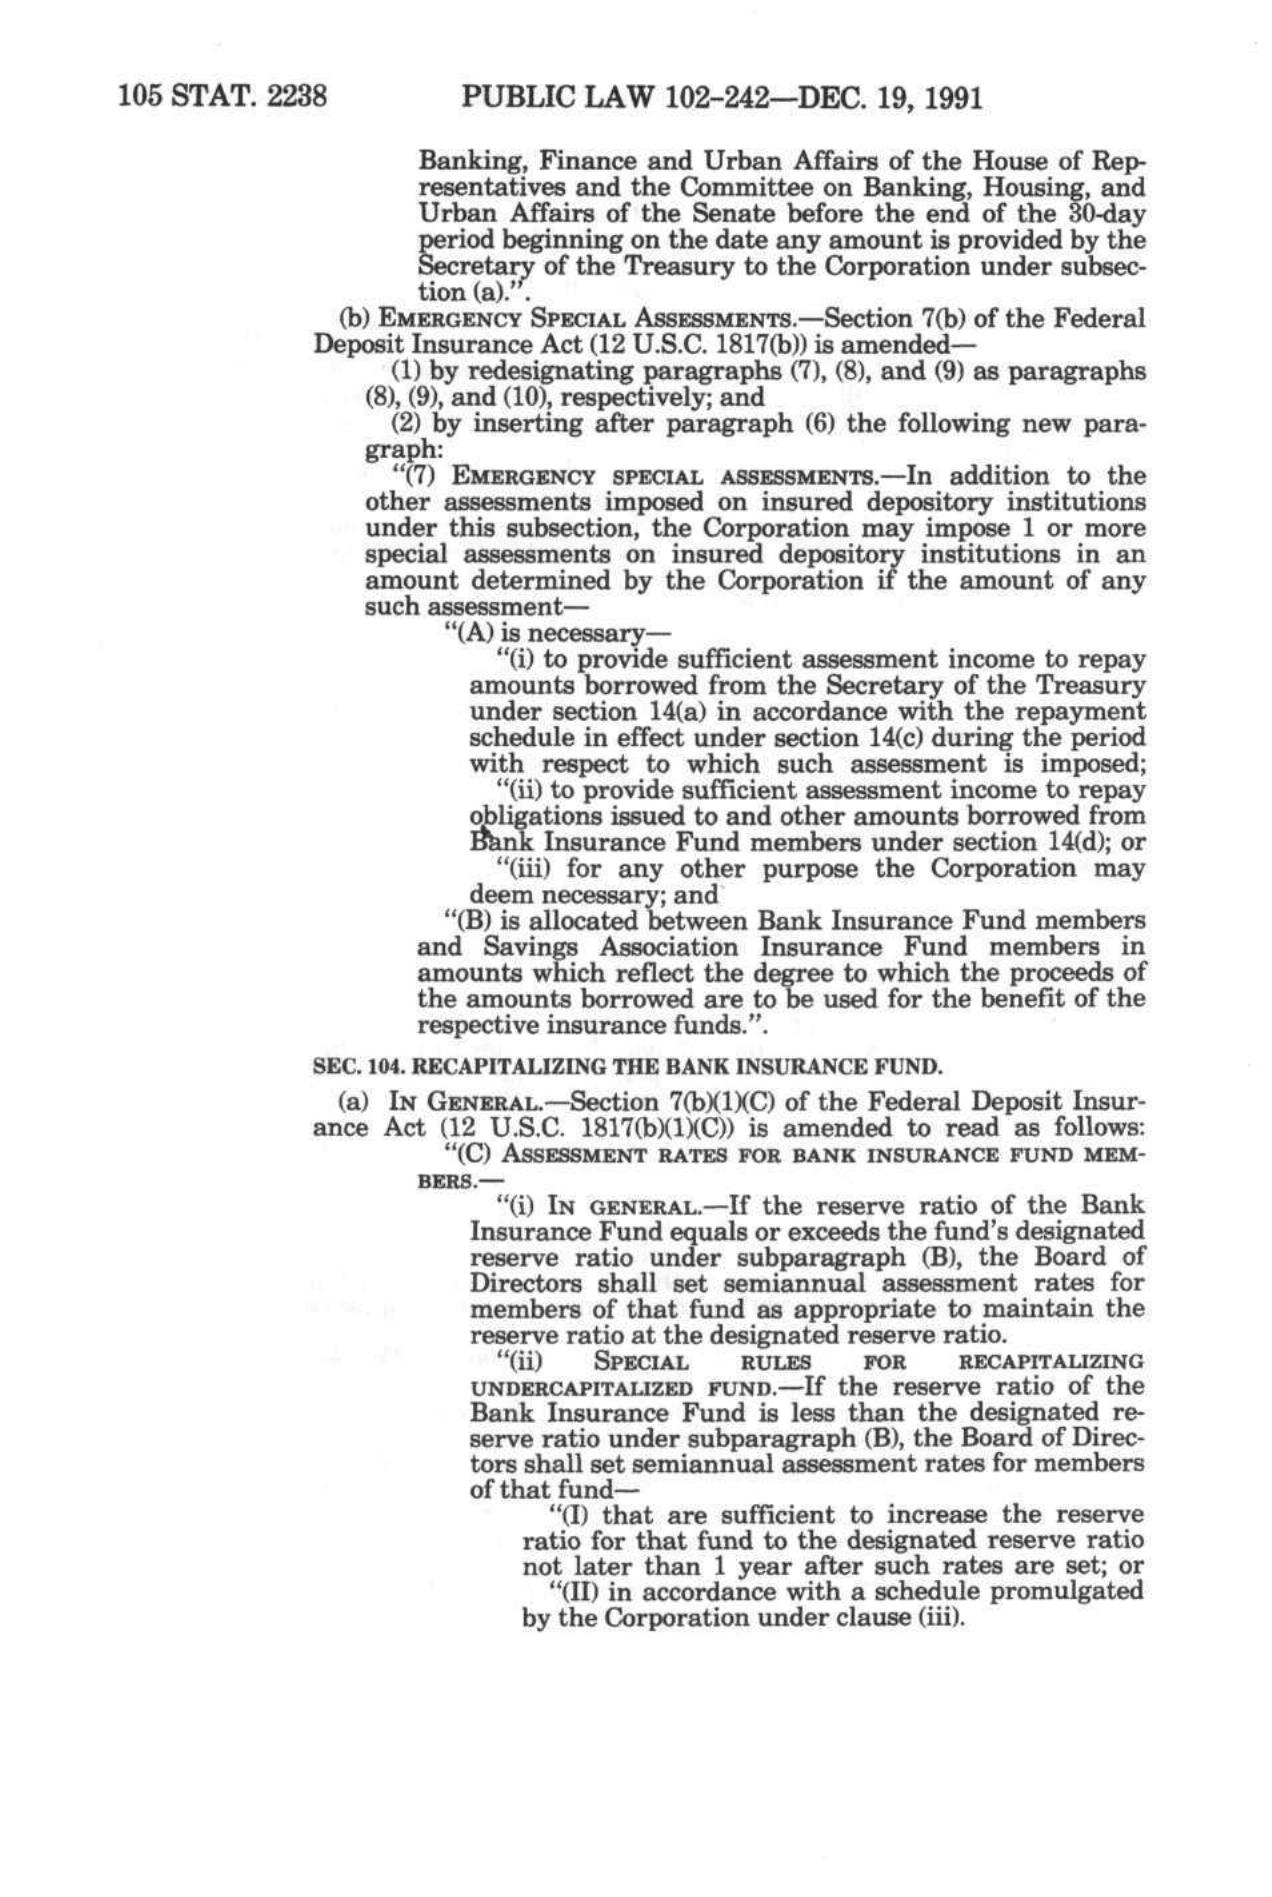 105 STAT. 2238 PUBLIC LAW 102-242—DEC. 19, 1991
Banking, Finance and Urban Affairs of the House of Rep-
resentatives and the Committee on Banking, Housing, and
Urban Affairs of the Senate before the end of the 30-day
period beginning on the date any amount is provided by the
Secretary of the Treasury to the Corporation under subsec-
tion (a).”.
(b) EMERGENCY SPECIAL ASSESSMENTS.—Section 7(b) of the Federal
Deposit Insurance Act (12 U.S.C. 1817(b)) is amended—
(1) by redesignating paragraphs (7), (8), and (9) as paragraphs
(8), (9), and (10), respectively; and
(2) by inserting after paragraph (6) the following new para-
graph:
“(7) EMERGENCY SPECIAL ASSESSMENTS.—In addition to the
other assessments imposed on insured depository institutions
under this subsection, the Corporation may impose 1 or more
special assessments on insured depository institutions in an
amount determined by the Corporation if the amount of any
such assessment—
“(A) is necessary—
“(i) to provide sufficient assessment income to repay
amounts borrowed from the Secretary of the Treasury
under section 14(a) in accordance with the repayment
schedule in effect under section 14(c) during the period
with respect to which such assessment is imposed;
“(ii) to provide sufficient assessment income to repay
obligations issued to and other amounts borrowed from
Bank Insurance Fund members under section 14(d); or
“(iii) for any other purpose the Corporation may
deem necessary; and
“(B) is allocated between Bank Insurance Fund members
and Savings Association Insurance Fund members in
amounts which reflect the degree to which the proceeds of
the amounts borrowed are to be used for the benefit of the
respective insurance funds.”.
SEC. 104. RECAPITALIZING THE BANK INSURANCE FUND.
(a) IN GENERAL.—Section 7(b)(1)(C) of the Federal Deposit Insur-
ance Act (12 U.S.C. 1817(b)(1)(C)) is amended to read as follows:
“(C) ASSESSMENT RATES FOR BANK INSURANCE FUND MEM-
BERS.—
“(i) IN GENERAL.—If the reserve ratio of the Bank
Insurance Fund equals or exceeds the fund's designated
reserve ratio under subparagraph (B), the Board of
Directors shall set semiannual assessment rates for
members of that fund as appropriate to maintain the
reserve ratio at the designated reserve ratio.
“(ii) SPECIAL RULES FOR RECAPITALIZING
UNDERCAPITALIZED FUND.—If the reserve ratio of the
Bank Insurance Fund is less than the designated re-
serve ratio under subparagraph (B), the Board of Direc-
tors shall set semiannual assessment rates for members
of that fund—
“(I) that are sufficient to increase the reserve
ratio for that fund to the designated reserve ratio
not later than 1 year after such rates are set; or
“(II) in accordance with a schedule promulgated
by the Corporation under clause (iii).